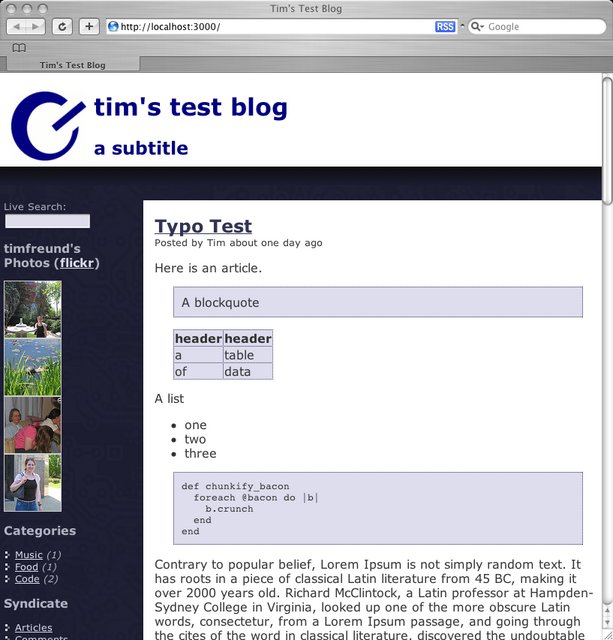 Tim's Test Blog
http://localhost:3000/
RSS
Google
Tim's Test Blog
tim's test blog
a subtitle
Live Search:
timfreund's
Photos (flickr)
Categories
Music (1)
Food (1)
Code (2)
Syndicate
Articles
Comments
Typo Test
Posted by Tim about one day ago
Here is an article.
A blockquote
header header
a table
of data
A list
one
two
three
def chunkify_bacon
foreach @bacon do |b|
b.crunch
end
end
Contrary to popular belief, Lorem Ipsum is not simply random text. It
has roots in a piece of classical Latin literature from 45 BC, making it
over 2000 years old. Richard McClintock, a Latin professor at Hampden-
Sydney College in Virginia, looked up one of the more obscure Latin
words, consectetur, from a Lorem Ipsum passage, and going through
the cites of the word in classical literature, discovered the undoubtable